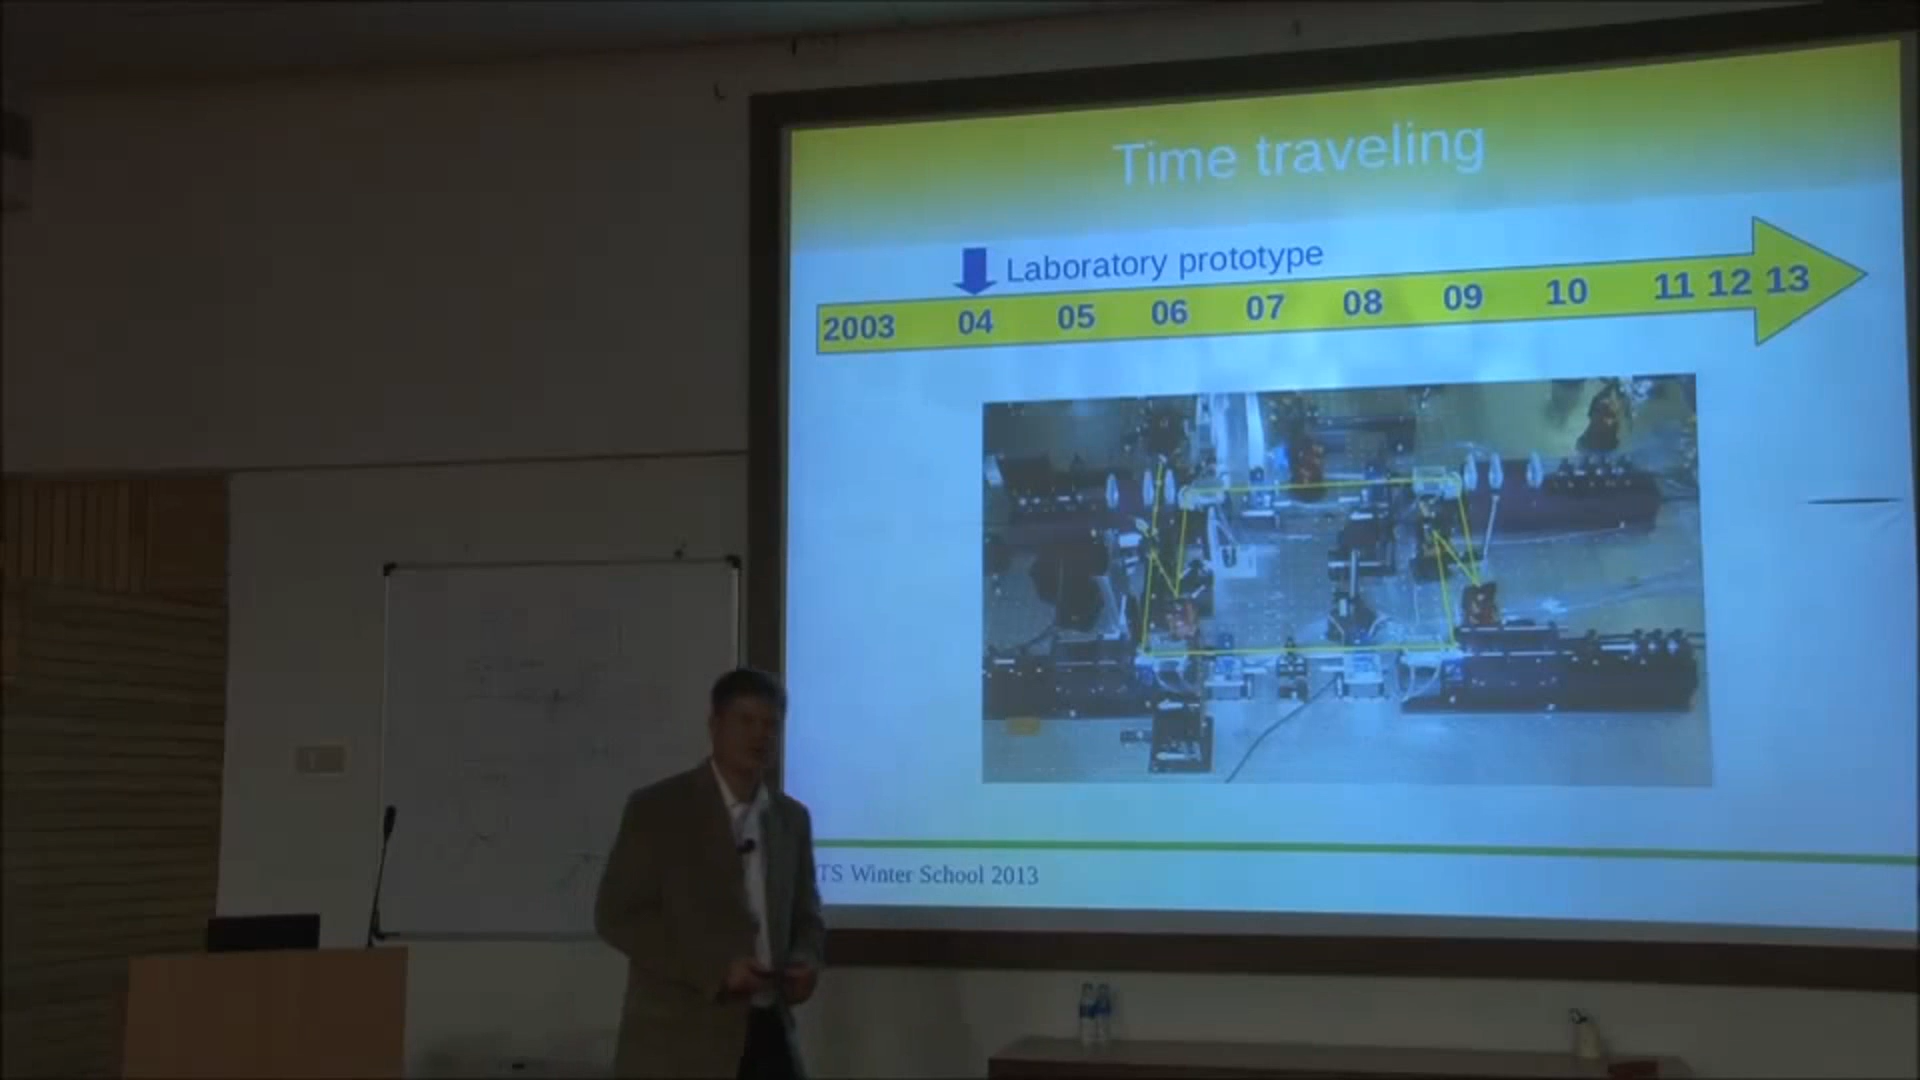 Time traveling
Laboratory prototype
2003 04 05 06 07 08 09 10 11 12 13
TS Winter School 2013